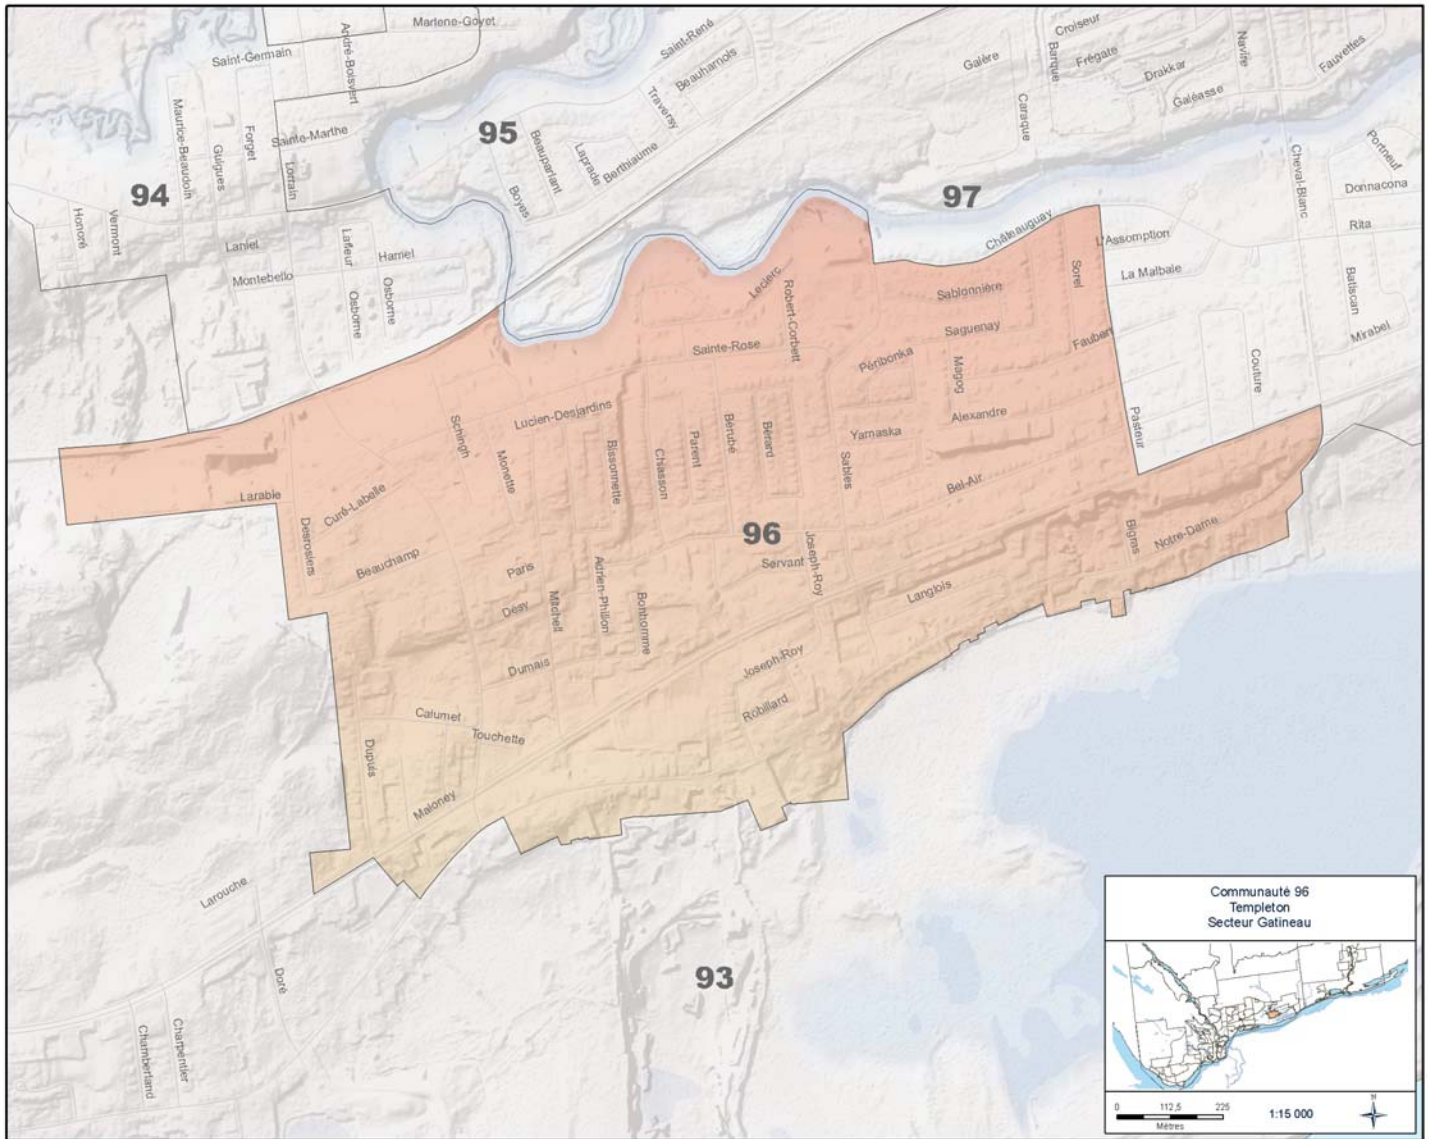 Marlene-Goyet
Saint-Germain
André-Boisvert
Saint-René
Beauharnois
Croiseur
Galère
Barque
Frégate
Navire
Fauvettes
Drakkar
Galéasse
Maurice-Beaudoin
Forget
Sainte-Marthe
Guigues
Lorrain
95
Traversy
Beauparlant
Laprade
Berthiaume
Boyes
Caraque
Cheval-Blanc
Portneuf
Donnacona
94
97
Honoré
Vermont
Laniel
Lafleur
Hamel
Montebello
Osborne
Osborne
Châteauguay
L'Assomption
Rita
La Malbaie
Batiscan
Mirabel
Leclerc
Robert-Corbett
Sablonnière
Sorel
Saguenay
Faubert
Sainte-Rose
Péribonka
Magog
Couture
Lucien-Desjardins
Schingh
Monette
Bissonnette
Chiasson
Parent
Bérubé
Bérard
Alexandre
Yamaska
Pasteur
Sables
Bel-Air
Larabie
Curé-Labelle
Desrosiers
Beauchamp
96
Servant
Joseph-Roy
Bigras
Notre-Dame
Paris
Désy
Mitchell
Adrien-Philion
Bonhomme
Langlois
Dumais
Joseph-Roy
Robillard
Calumet
Touchette
Dupuis
Maloney
Larouche
Doré
93
Chamberland
Charpentier
Communauté 96
Templeton
Secteur Gatineau
0 112,5 225
Mètres
1:15 000
N